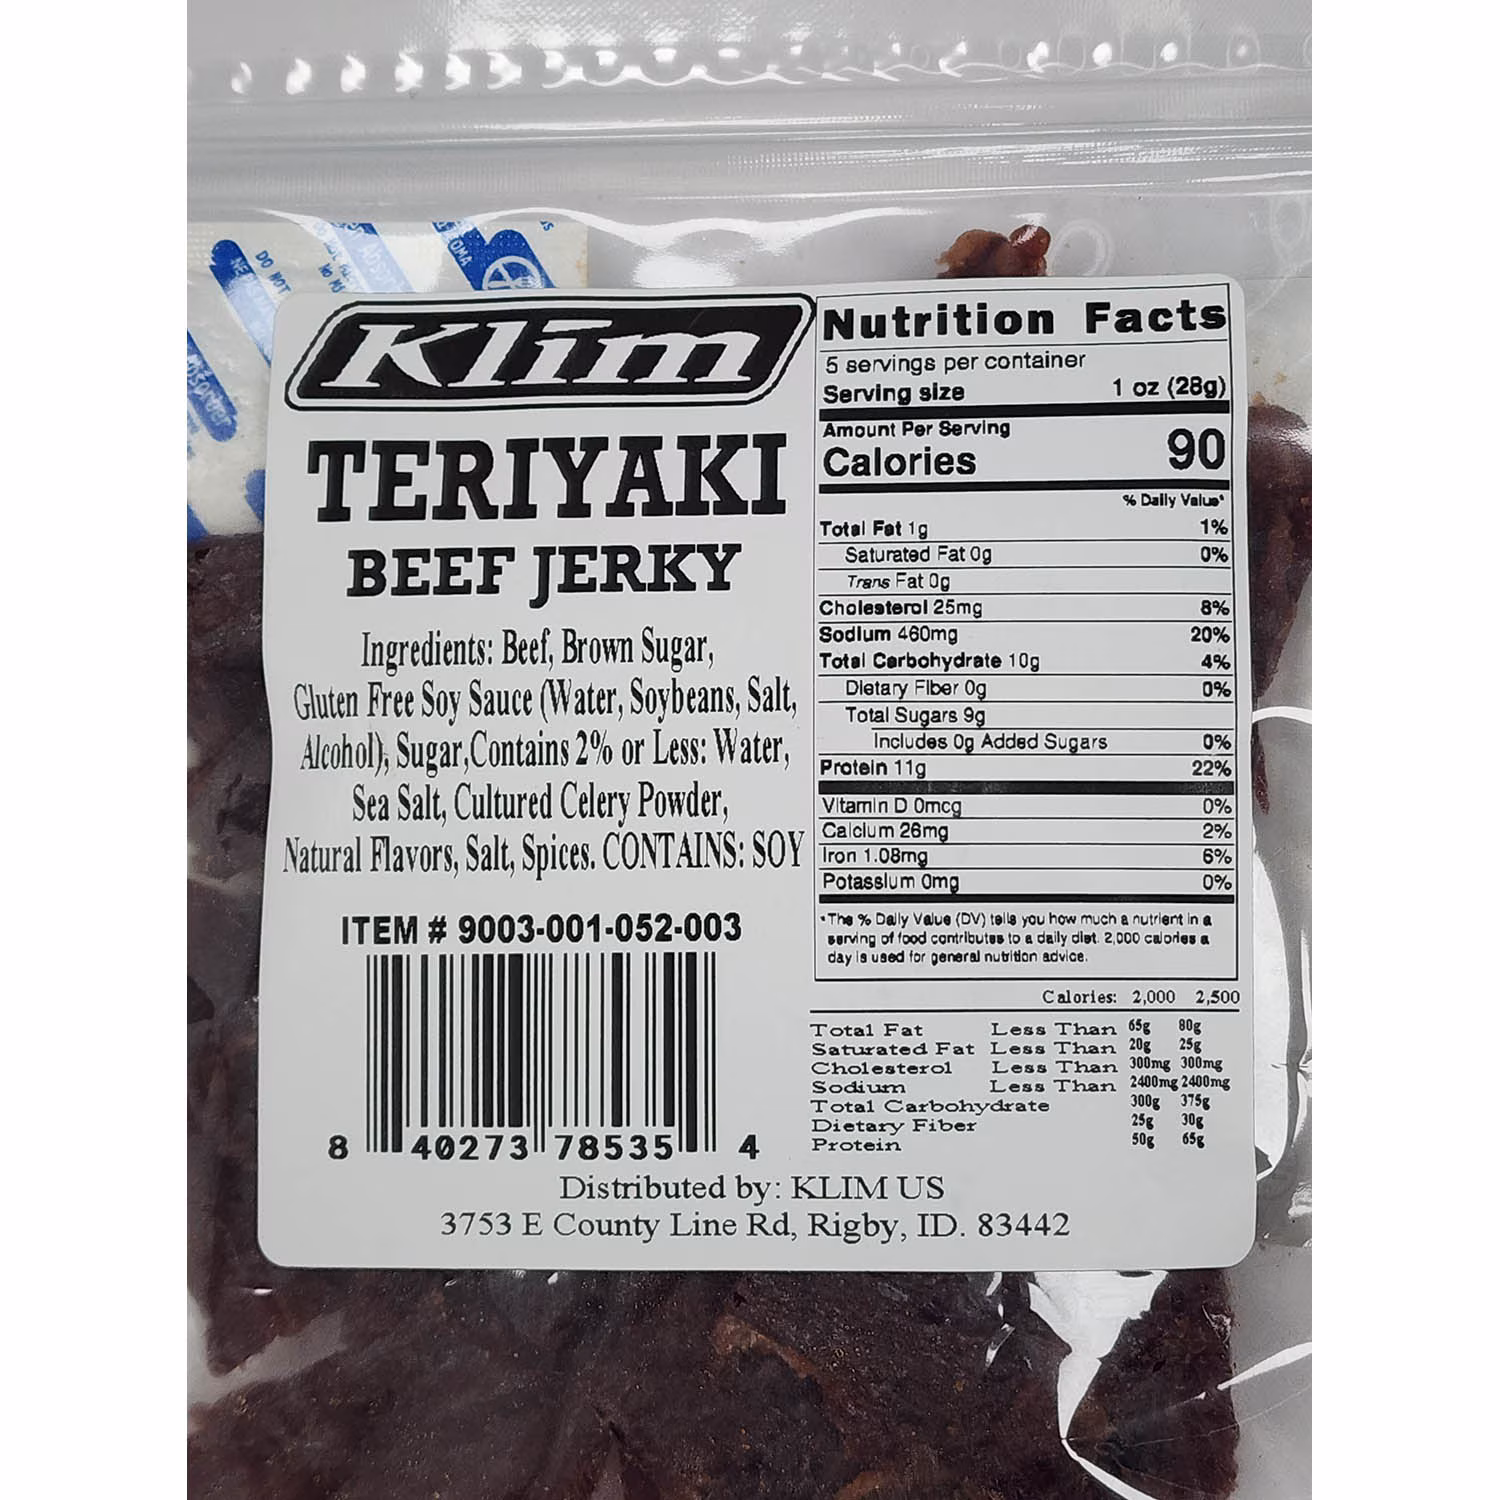 DO NOT
Klim
TERIYAKI
BEEF JERKY
Ingredients: Beef, Brown Sugar,
Gluten Free Soy Sauce (Water, Soybeans, Salt,
Alcohol), Sugar,Contains 2% or Less: Water,
Sea Salt, Cultured Celery Powder,
Natural Flavors, Salt, Spices. CONTAINS: SOY
ITEM # 9003-001-052-003
8 40273 78535 4
Nutrition Facts
5 servings per container
Serving size 1 oz (28g)
Amount Per Serving
Calories 90
% Daily Value*
Total Fat 1g 1%
Saturated Fat 0g 0%
Trans Fat 0g
Cholesterol 25mg 8%
Sodium 460mg 20%
Total Carbohydrate 10g 4%
Dietary Fiber 0g 0%
Total Sugars 9g
Includes 0g Added Sugars 0%
Protein 11g 22%
Vitamin D 0mcg 0%
Calcium 26mg 2%
Iron 1.08mg 6%
Potassium 0mg 0%
*The % Daily Value (DV) tells you how much a nutrient in a
serving of food contributes to a daily diet. 2,000 calories a
day is used for general nutrition advice.
Calories: 2,000 2,500
Total Fat Less Than 65g 80g
Saturated Fat Less Than 20g 25g
Cholesterol Less Than 300mg 300mg
Sodium Less Than 2400mg 2400mg
Total Carbohydrate 300g 375g
Dietary Fiber 25g 30g
Protein 50g 65g
Distributed by: KLIM US
3753 E County Line Rd, Rigby, ID. 83442